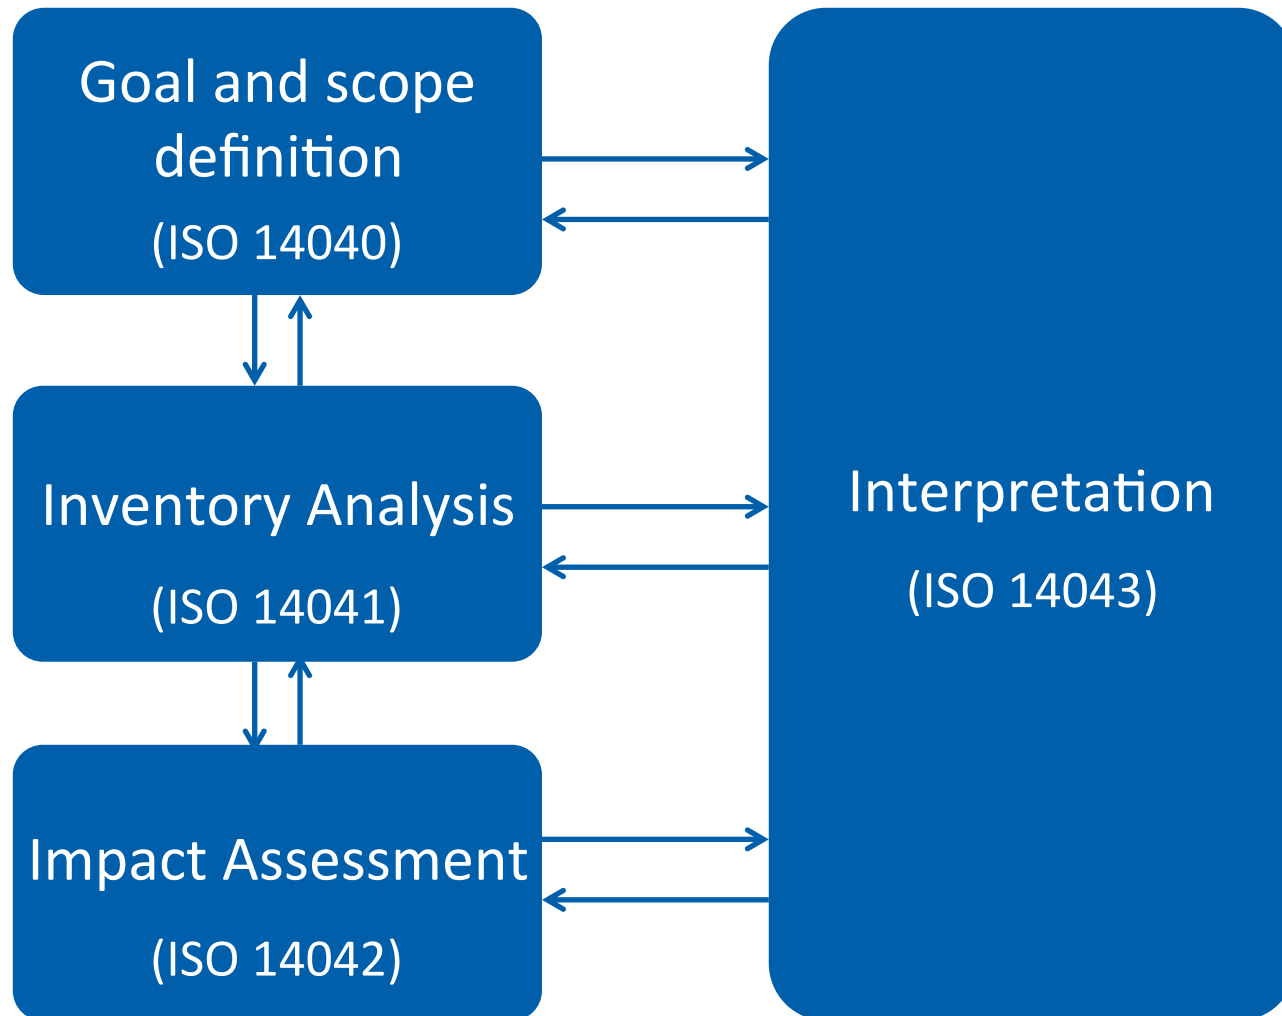 Goal and scope
definition
(ISO 14040)
Inventory Analysis
(ISO 14041)
Impact Assessment
(ISO 14042)
Interpretation
(ISO 14043)